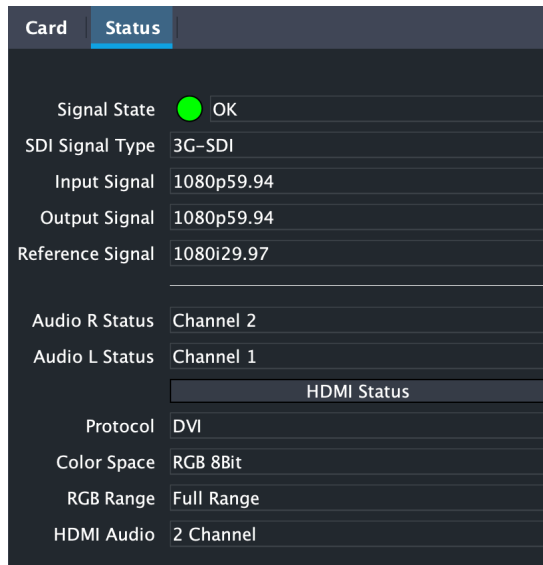 Card Status
Signal State OK
SDI Signal Type 3G-SDI
Input Signal 1080p59.94
Output Signal 1080p59.94
Reference Signal 1080i29.97
Audio R Status Channel 2
Audio L Status Channel 1
HDMI Status
Protocol DVI
Color Space RGB 8Bit
RGB Range Full Range
HDMI Audio 2 Channel